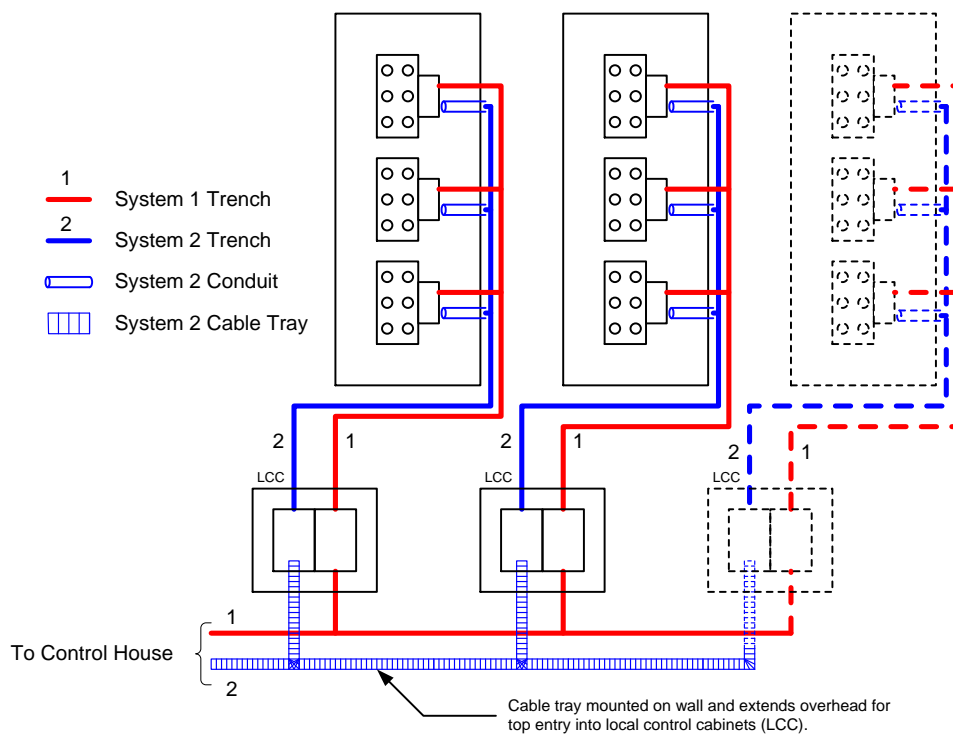 1
System 1 Trench
2
System 2 Trench
System 2 Conduit
System 2 Cable Tray
2
1
2
1
2
1
LCC
LCC
LCC
1
To Control House
2
Cable tray mounted on wall and extends overhead for
top entry into local control cabinets (LCC).